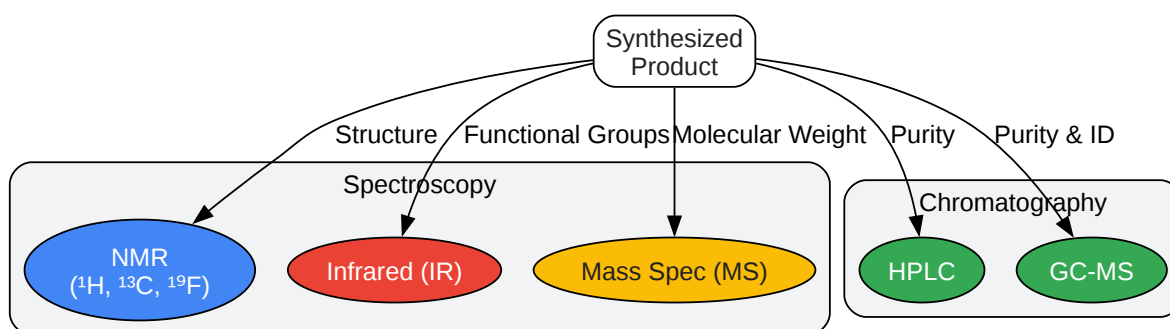 Synthesized
Product
Structure
Functional Groups
Molecular Weight
Purity
Purity & ID
Spectroscopy
Chromatography
NMR
(¹H, ¹³C, ¹⁹F)
Infrared (IR)
Mass Spec (MS)
HPLC
GC-MS